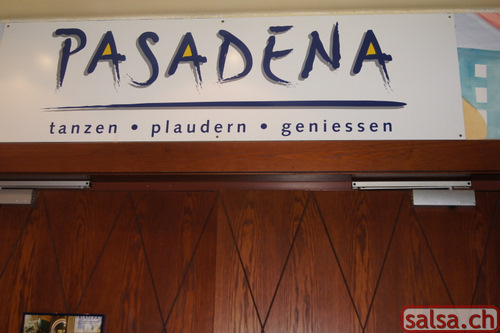 PASADENA
tanzen • plaudern • geniessen
salsa.ch